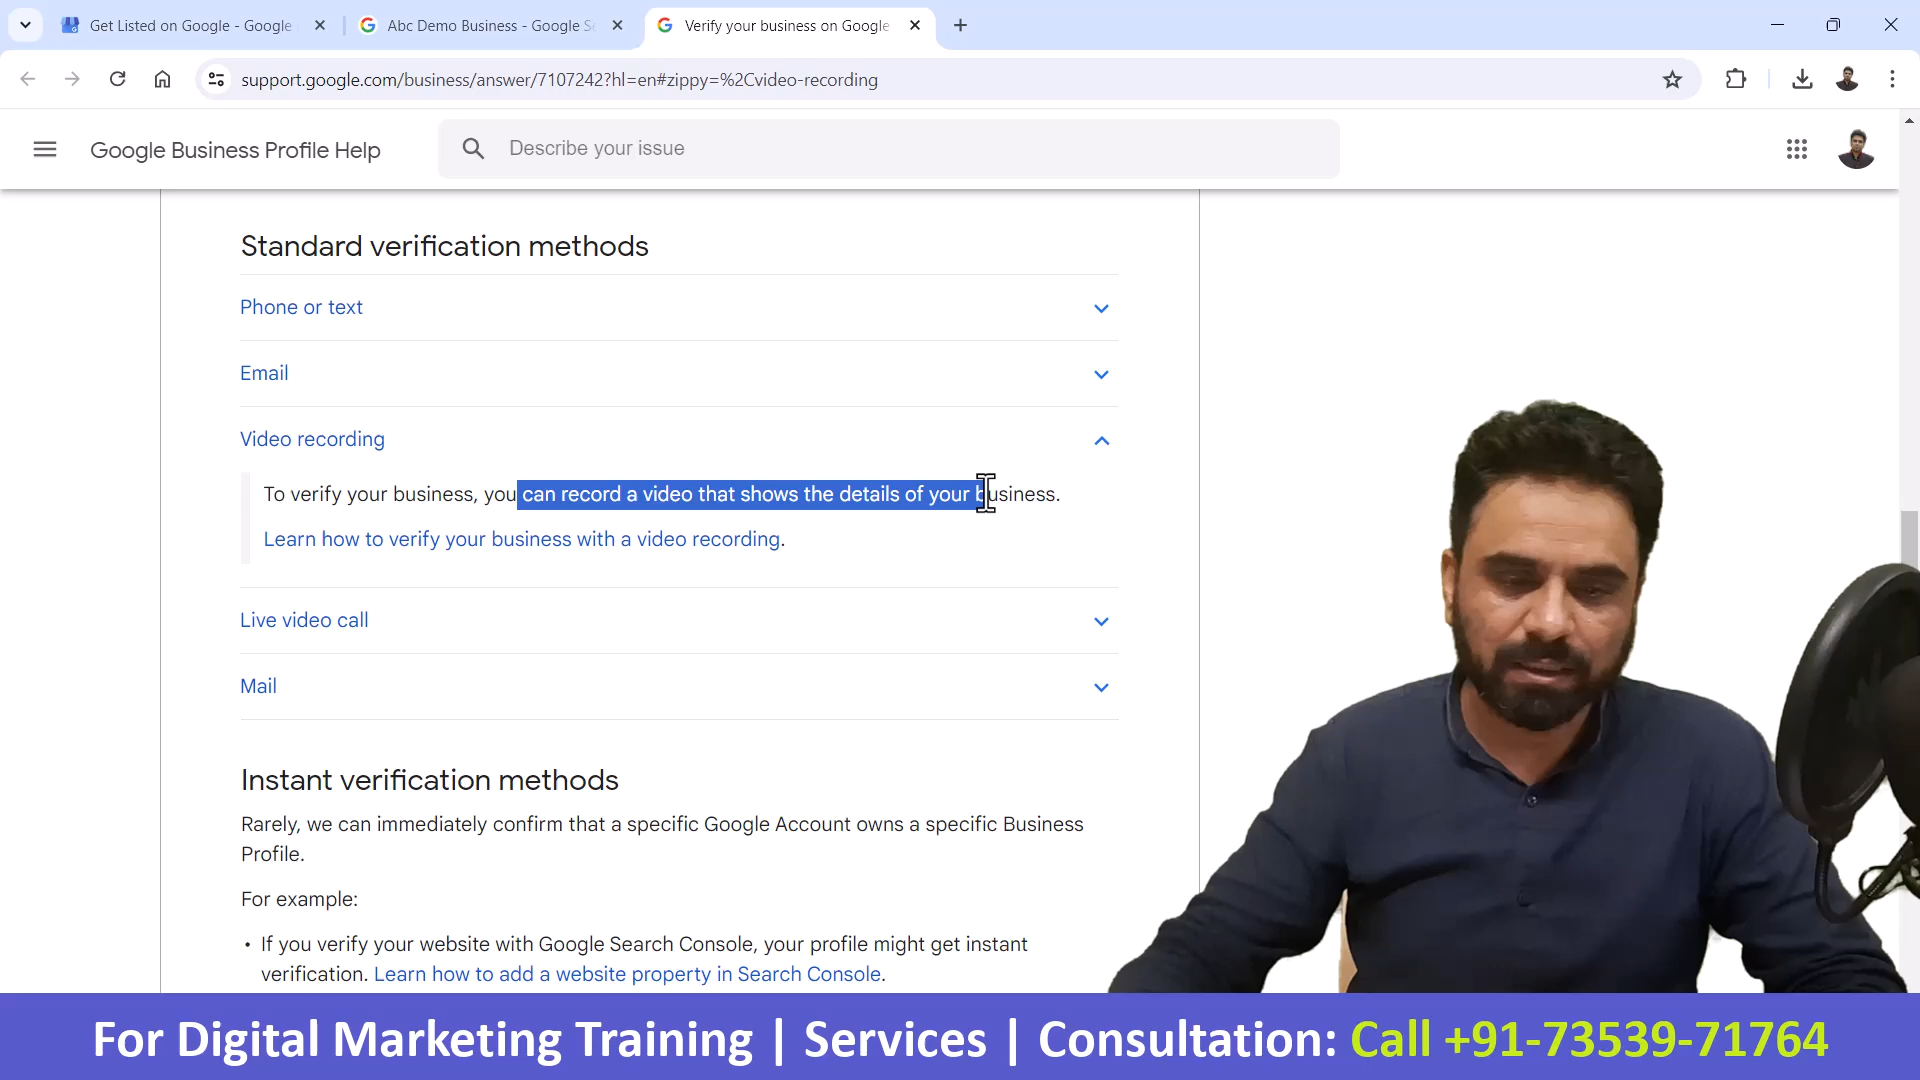 Get Listed on Google - Google
Abc Demo Business - Google Se
Verify your business on Google
support.google.com/business/answer/7107242?hl=en#zippy=%2Cvideo-recording
Google Business Profile Help
Describe your issue
Standard verification methods
Phone or text
Email
Video recording
To verify your business, you can record a video that shows the details of your business.
Learn how to verify your business with a video recording.
Live video call
Mail
Instant verification methods
Rarely, we can immediately confirm that a specific Google Account owns a specific Business
Profile.
For example:
• If you verify your website with Google Search Console, your profile might get instant
verification. Learn how to add a website property in Search Console.
For Digital Marketing Training | Services | Consultation: Call +91-73539-71764